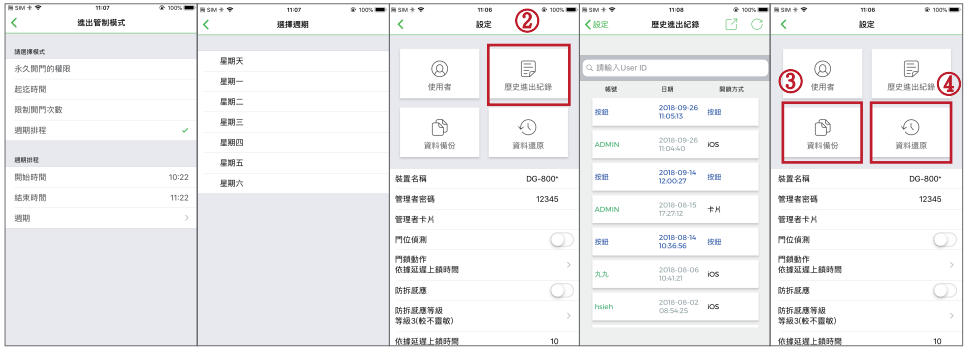 無 SIM 11:07 100%
進出管制模式
請選擇模式
永久開門的權限
起迄時間
限制開門次數
週期排程
週期排程
開始時間 10:22
結束時間 11:22
週期
無 SIM 11:07 100%
選擇週期
星期天
星期一
星期二
星期三
星期四
星期五
星期六
無 SIM 11:06 100%
設定
②
使用者
歷史進出紀錄
資料備份
資料還原
裝置名稱 DG-800*
管理者密碼 12345
管理者卡片
門位偵測
門鎖動作
依據延遲上鎖時間
防拆感應
防拆感應等級
等級3(較不靈敏)
依據延遲上鎖時間 10
無 SIM 11:08 100%
設定 歷史進出紀錄
請輸入User ID
帳號 日期 開鎖方式
按鈕 2018-09-26 11:05:13 按鈕
ADMIN 2018-09-26 11:04:40 iOS
按鈕 2018-09-14 12:00:27 按鈕
ADMIN 2018-08-15 17:27:12 卡片
按鈕 2018-08-14 10:36:56 按鈕
九九 2018-08-06 10:41:21 iOS
hsieh 2018-08-02 08:54:25 iOS
無 SIM 11:06 100%
設定
③
④
使用者
歷史進出紀錄
資料備份
資料還原
裝置名稱 DG-800*
管理者密碼 12345
管理者卡片
門位偵測
門鎖動作
依據延遲上鎖時間
防拆感應
防拆感應等級
等級3(較不靈敏)
依據延遲上鎖時間 10